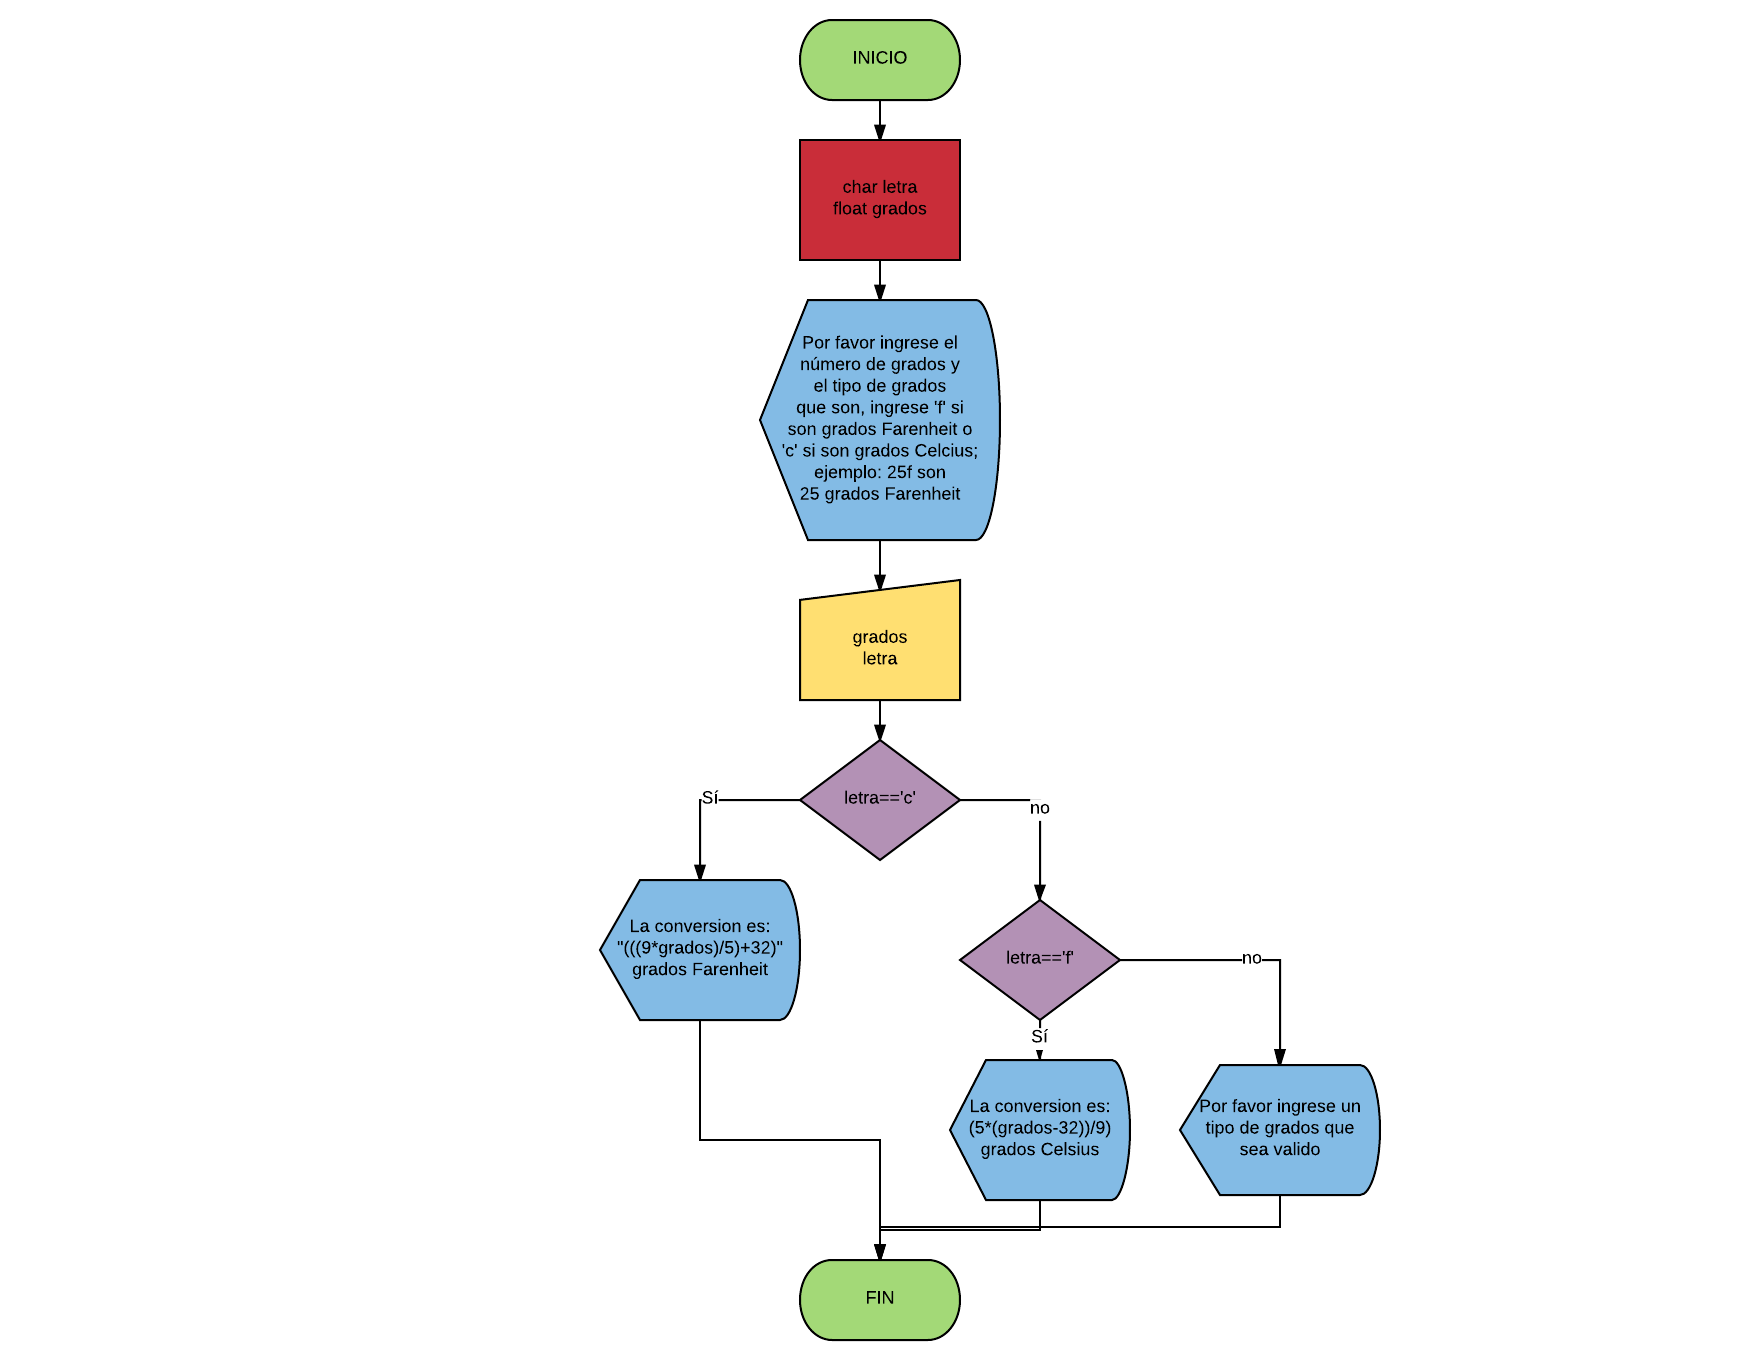 INICIO
char letra
float grados
Por favor ingrese el
número de grados y
el tipo de grados
que son, ingrese 'f' si
son grados Farenheit o
'c' si son grados Celcius;
ejemplo: 25f son
25 grados Farenheit
grados
letra
letra=='c'
Sí
no
La conversion es:
"(((9*grados)/5)+32)"
grados Farenheit
letra=='f'
no
Sí
La conversion es:
(5*(grados-32))/9)
grados Celsius
Por favor ingrese un
tipo de grados que
sea valido
FIN